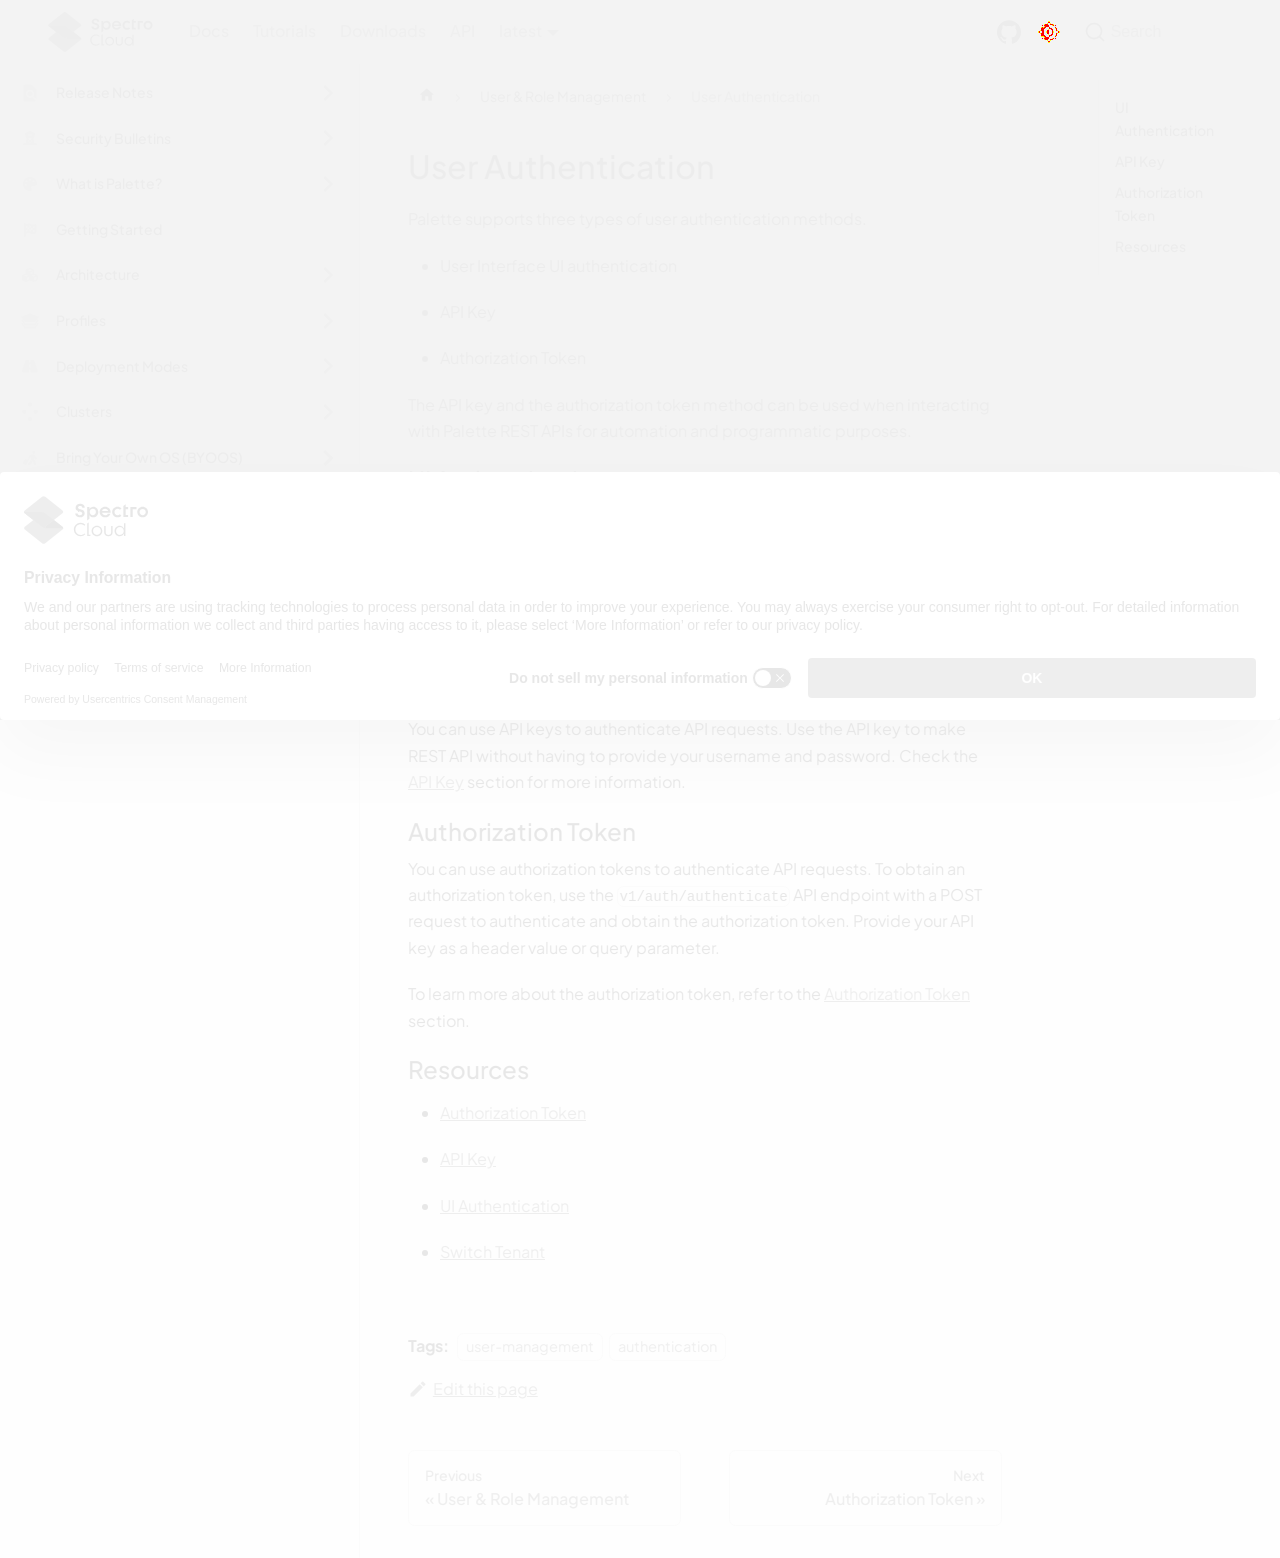 Spectro Cloud
Docs Tutorials Downloads API latest
Search
Release Notes
Security Bulletins
What is Palette?
Getting Started
Architecture
Profiles
Deployment Modes
Clusters
Bring Your Own OS (BYOOS)
User & Role Management
User Authentication
UI
Authentication
API Key
Authorization
Token
Resources
User Authentication
Palette supports three types of user authentication methods.
User Interface UI authentication
API Key
Authorization Token
The API key and the authorization token method can be used when interacting
with Palette REST APIs for automation and programmatic purposes.
Spectro
Cloud
Privacy Information
We and our partners are using tracking technologies to process personal data in order to improve your experience. You may always exercise your consumer right to opt-out. For detailed information
about personal information we collect and third parties having access to it, please select ‘More Information’ or refer to our privacy policy.
Privacy policy Terms of service More Information
Do not sell my personal information
OK
Powered by Usercentrics Consent Management
You can use API keys to authenticate API requests. Use the API key to make
REST API without having to provide your username and password. Check the
API Key section for more information.
Authorization Token
You can use authorization tokens to authenticate API requests. To obtain an
authorization token, use the v1/auth/authenticate API endpoint with a POST
request to authenticate and obtain the authorization token. Provide your API
key as a header value or query parameter.
To learn more about the authorization token, refer to the Authorization Token
section.
Resources
Authorization Token
API Key
UI Authentication
Switch Tenant
Tags: user-management authentication
Edit this page
Previous
« User & Role Management
Next
Authorization Token »